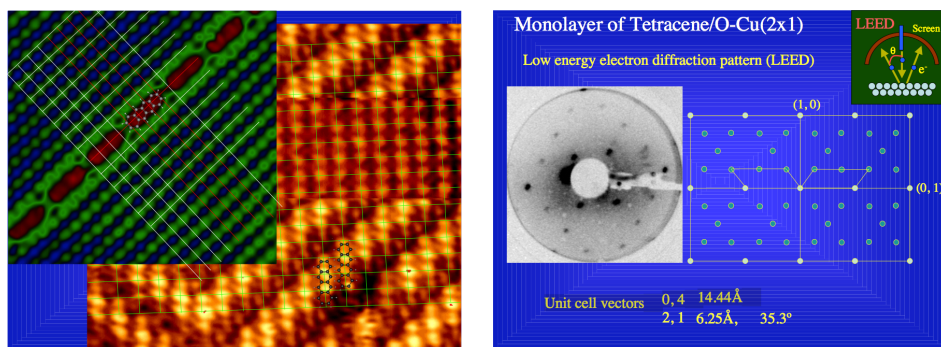 Monolayer of Tetracene/O-Cu(2x1)
Low energy electron diffraction pattern (LEED)
LEED
Screen
θ
e-
(1,0)
(0,1)
Unit cell vectors 0,4 14.44Å
2,1 6.25Å, 35.3º